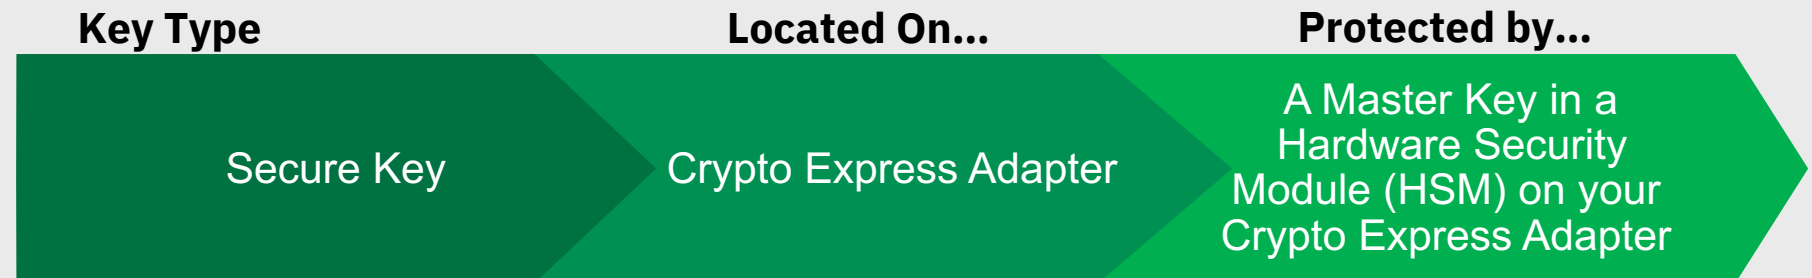 Key Type
Located On...
Protected by...
Secure Key
Crypto Express Adapter
A Master Key in a
Hardware Security
Module (HSM) on your
Crypto Express Adapter